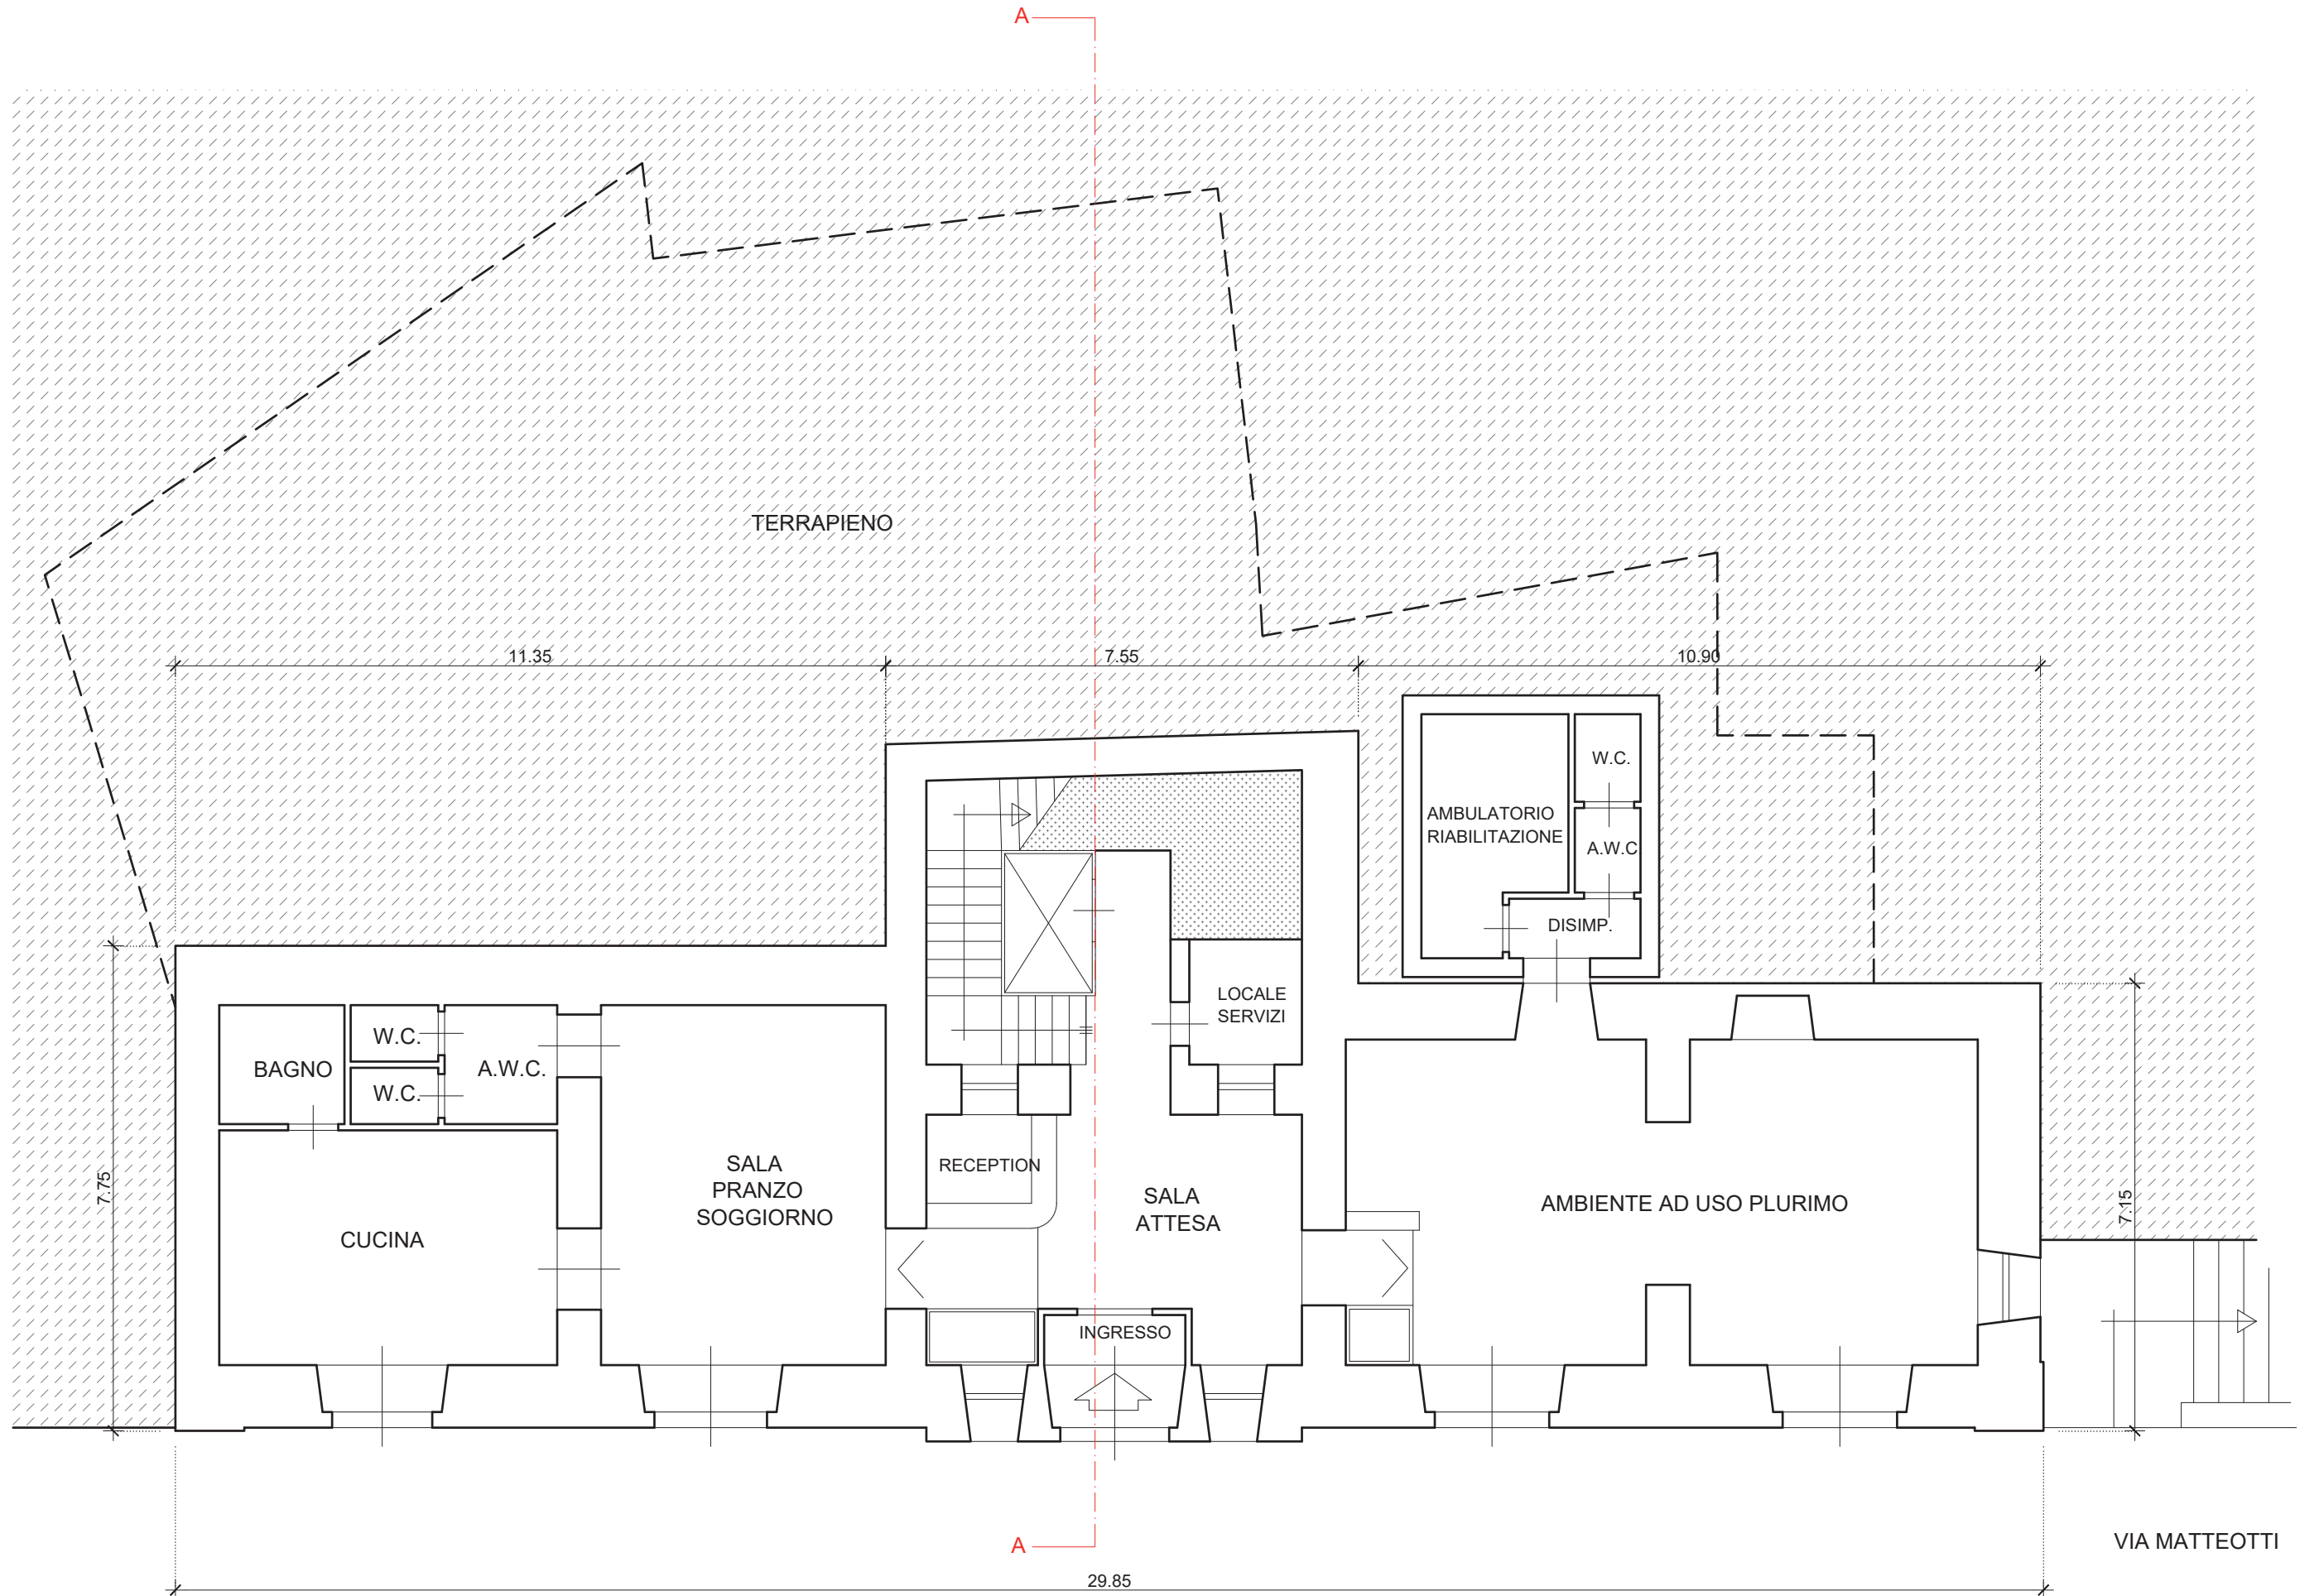 A
TERRAPIENO
11.35
7.55
10.90
W.C.
AMBULATORIO
RIABILITAZIONE
A.W.C
DISIMP.
LOCALE
SERVIZI
W.C.
BAGNO
A.W.C.
W.C.
SALA
PRANZO
SOGGIORNO
RECEPTION
SALA
ATTESA
AMBIENTE AD USO PLURIMO
CUCINA
7.75
7.15
INGRESSO
A
VIA MATTEOTTI
29.85